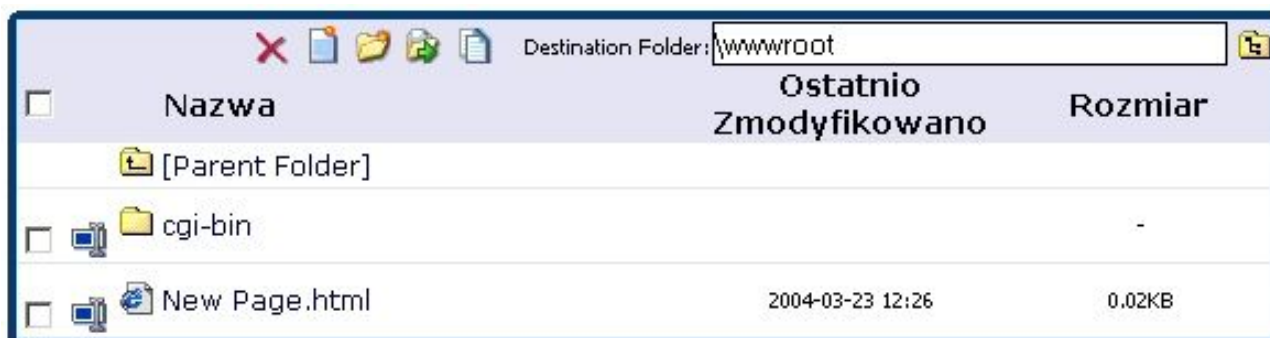 Destination Folder: \wwwroot
Nazwa Ostatnio Zmodyfikowano Rozmiar
[Parent Folder]
cgi-bin -
New Page.html 2004-03-23 12:26 0.02KB